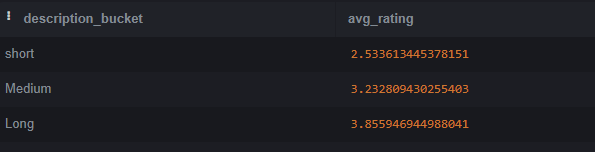 description_bucket avg_rating
short 2.533613445378151
Medium 3.232809430255403
Long 3.855946944988041